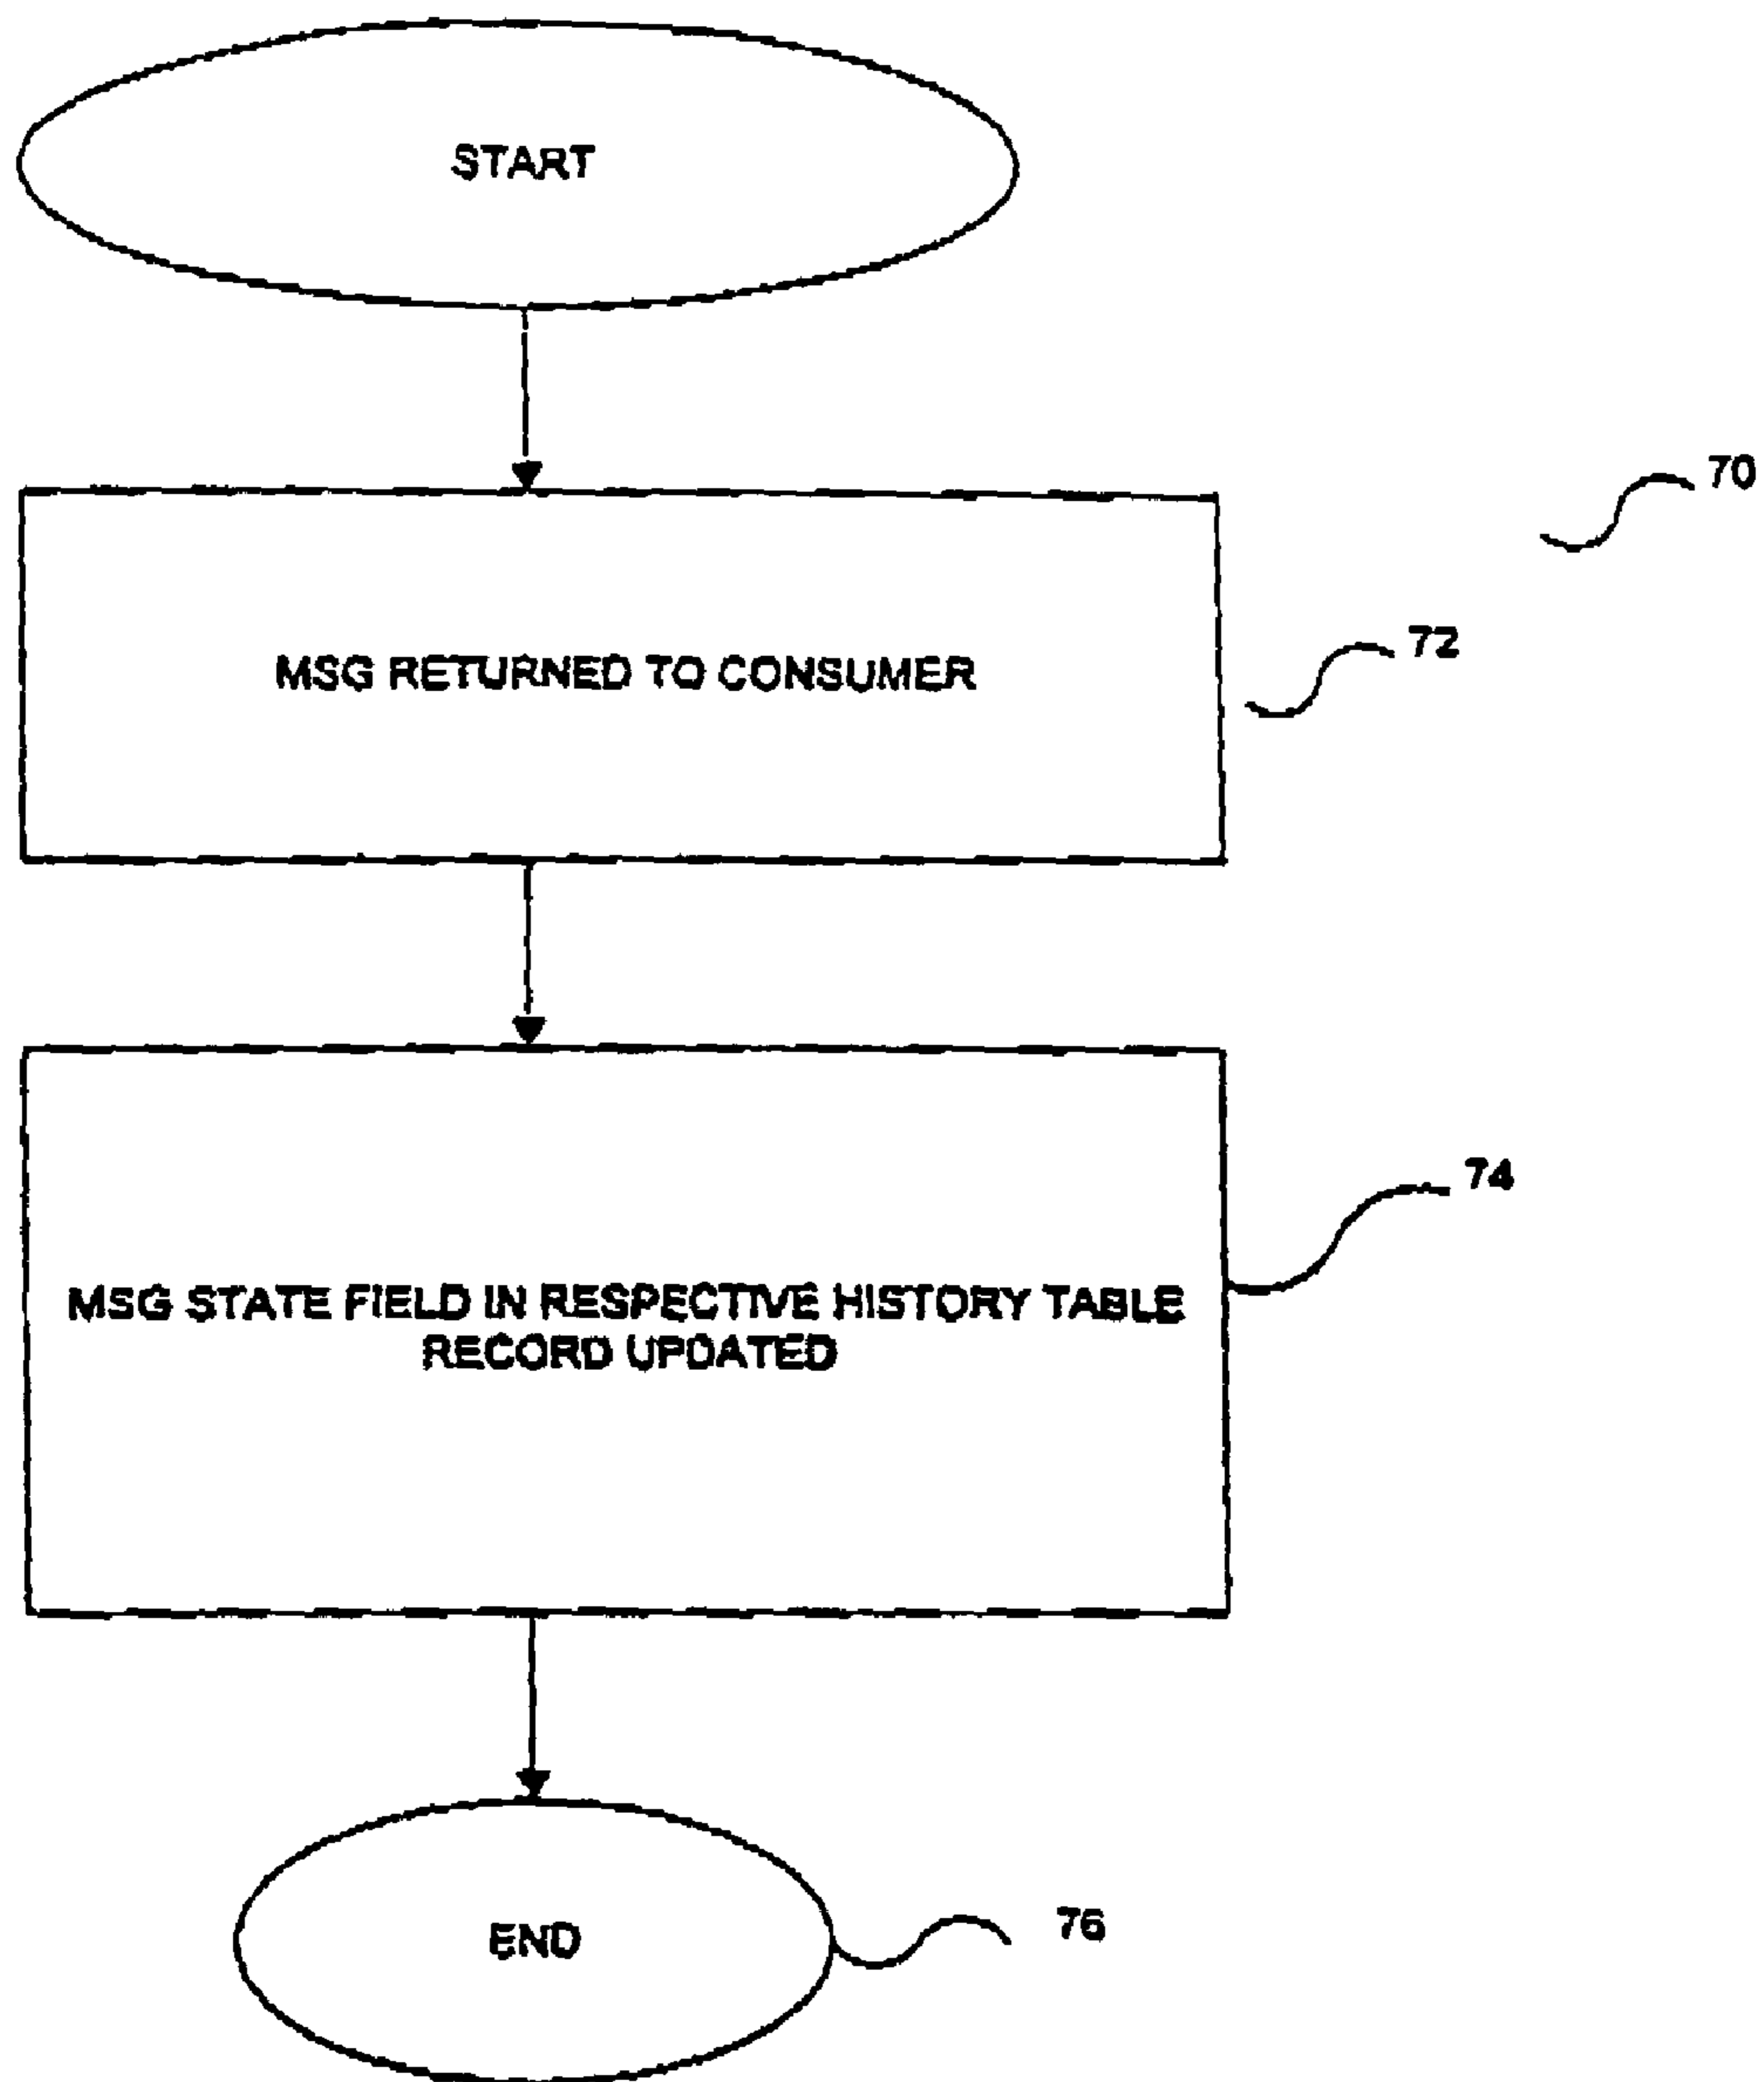 START
70
72
MSG RETURNED TO CONSUMER
74
MSG STATE FIELD IN RESPECTIVE HISTORY TABLE
RECORD UPDATED
END
76